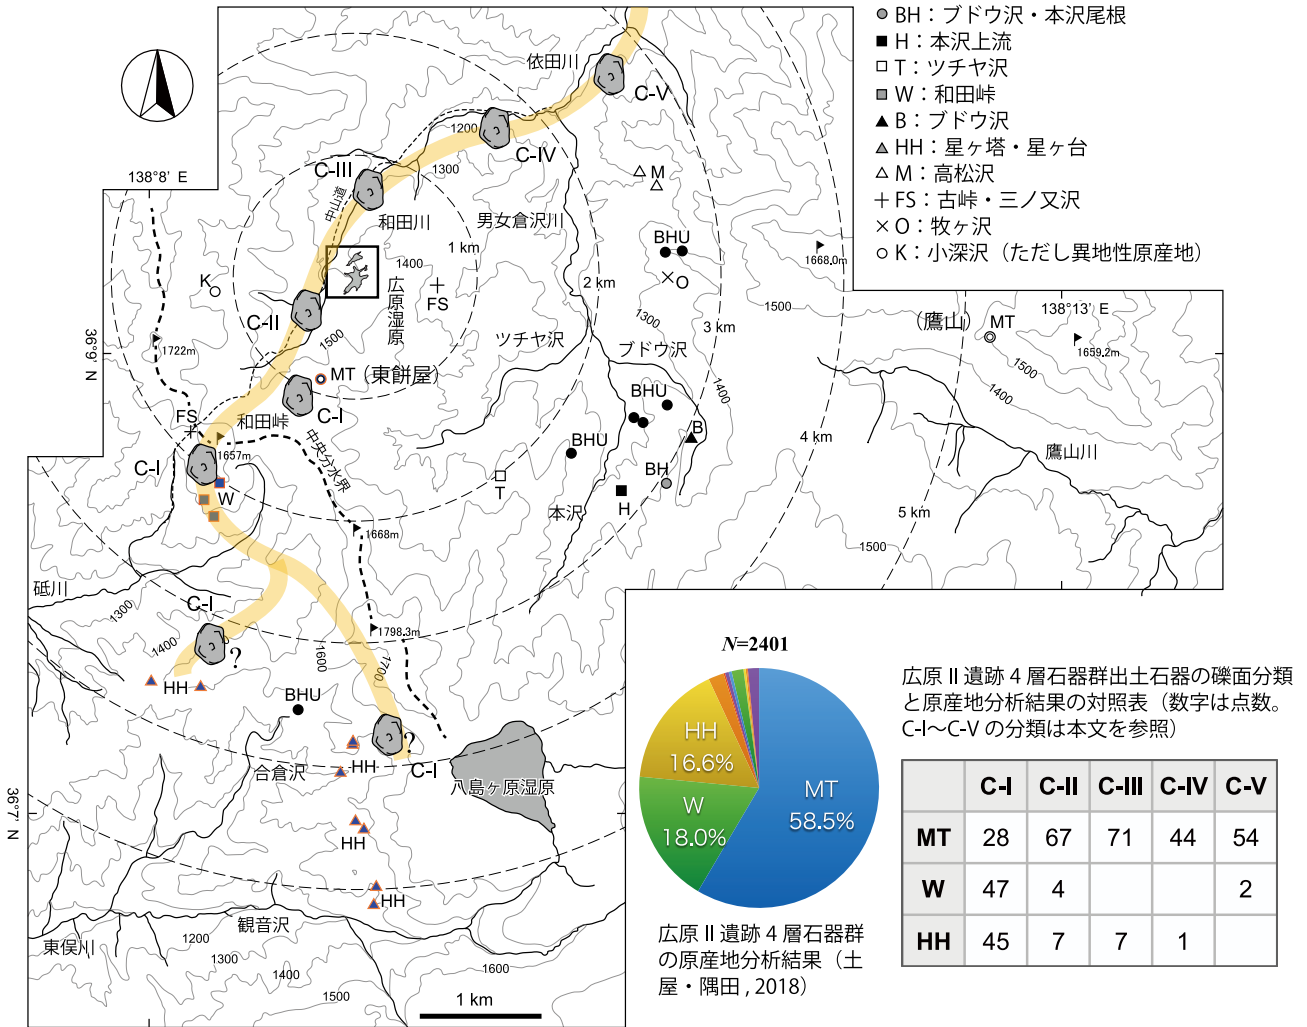 BH：ブドウ沢・本沢尾根
H：本沢上流
T：ツチヤ沢
W：和田峠
B：ブドウ沢
HH：星ヶ塔・星ヶ台
M：高松沢
FS：古峠・三ノ又沢
O：牧ヶ沢
K：小深沢（ただし異地性原産地）
依田川
C-V
1200
C-IV
C-III
1300
138°8' E
中山道
和田川
男女倉沢川
M
1 km
1400
K
FS
広原湿原
BHU
O
1668.0m
1500
2 km
3 km
1300
C-II
1500
ツチヤ沢
ブドウ沢
（鷹山）
MT
138°13' E
1659.2m
1500
1400
36°9' N
1722m
MT（東餅屋）
C-I
1400
FS
和田峠
1657m
中央分水界
BHU
BHU
B
4 km
鷹山川
C-I
W
T
BH
H
本沢
5 km
1668m
1500
砥川
C-I
1300
1400
?
1600
1798.3m
1700
HH
BHU
?
HH
C-I
合倉沢
八島ヶ原湿原
36°7' N
HH
HH
観音沢
東俣川
1200
1300
1400
1500
1600
1 km
N=2401
HH
16.6%
W
18.0%
MT
58.5%
広原 II 遺跡 4 層石器群
の原産地分析結果（土
屋・隅田 , 2018）
広原 II 遺跡 4 層石器群出土石器の礫面分類
と原産地分析結果の対照表（数字は点数。
C-I～C-V の分類は本文を参照）
C-I C-II C-III C-IV C-V
MT 28 67 71 44 54
W 47 4 2
HH 45 7 7 1